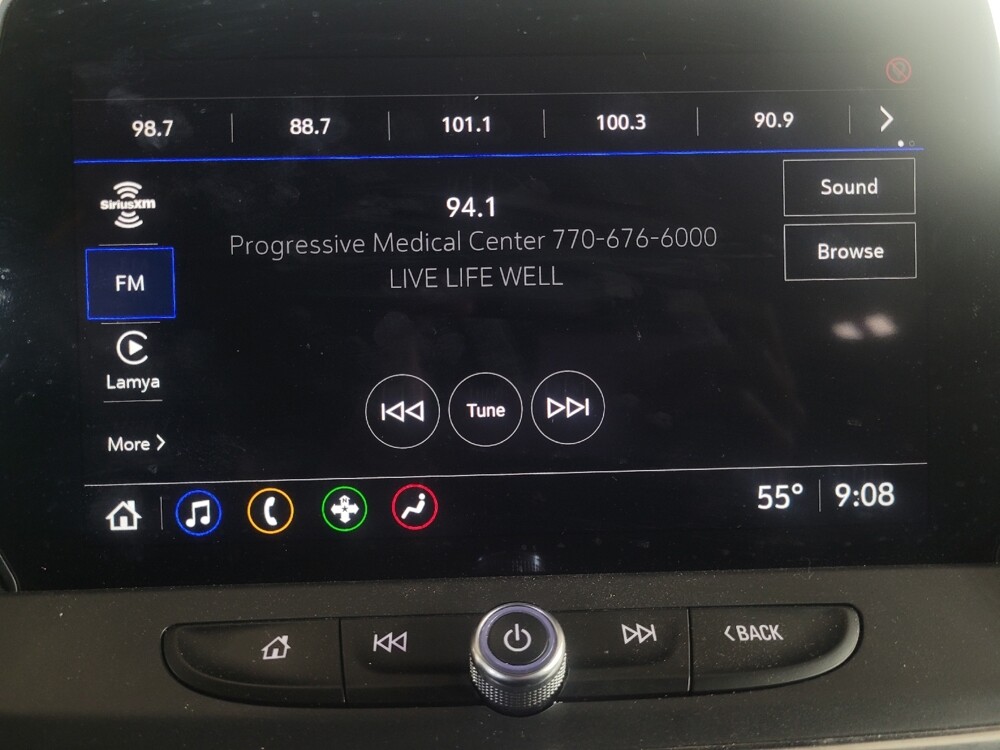 98.7 88.7 101.1 100.3 90.9
SiriusXM
94.1
Sound
Progressive Medical Center 770-676-6000
Browse
LIVE LIFE WELL
FM
Lamya
Tune
More
55° 9:08
BACK